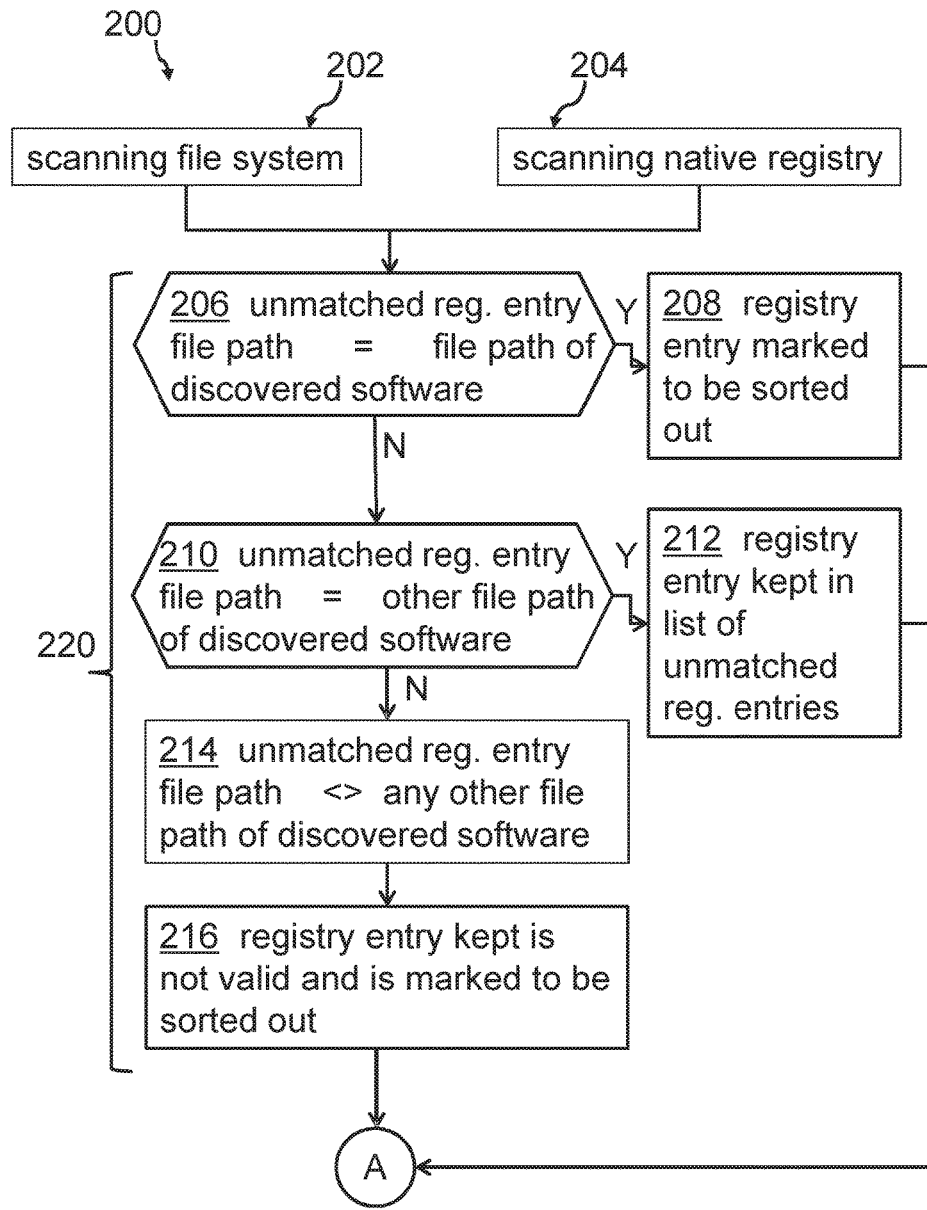 200
202
204
scanning file system
scanning native registry
206 unmatched reg. entry
file path = file path of
discovered software
Y
208 registry
entry marked
to be sorted
out
N
210 unmatched reg. entry
file path = other file path
of discovered software
Y
212 registry
entry kept in
list of
unmatched
reg. entries
220
N
214 unmatched reg. entry
file path <> any other file
path of discovered software
216 registry entry kept is
not valid and is marked to be
sorted out
A